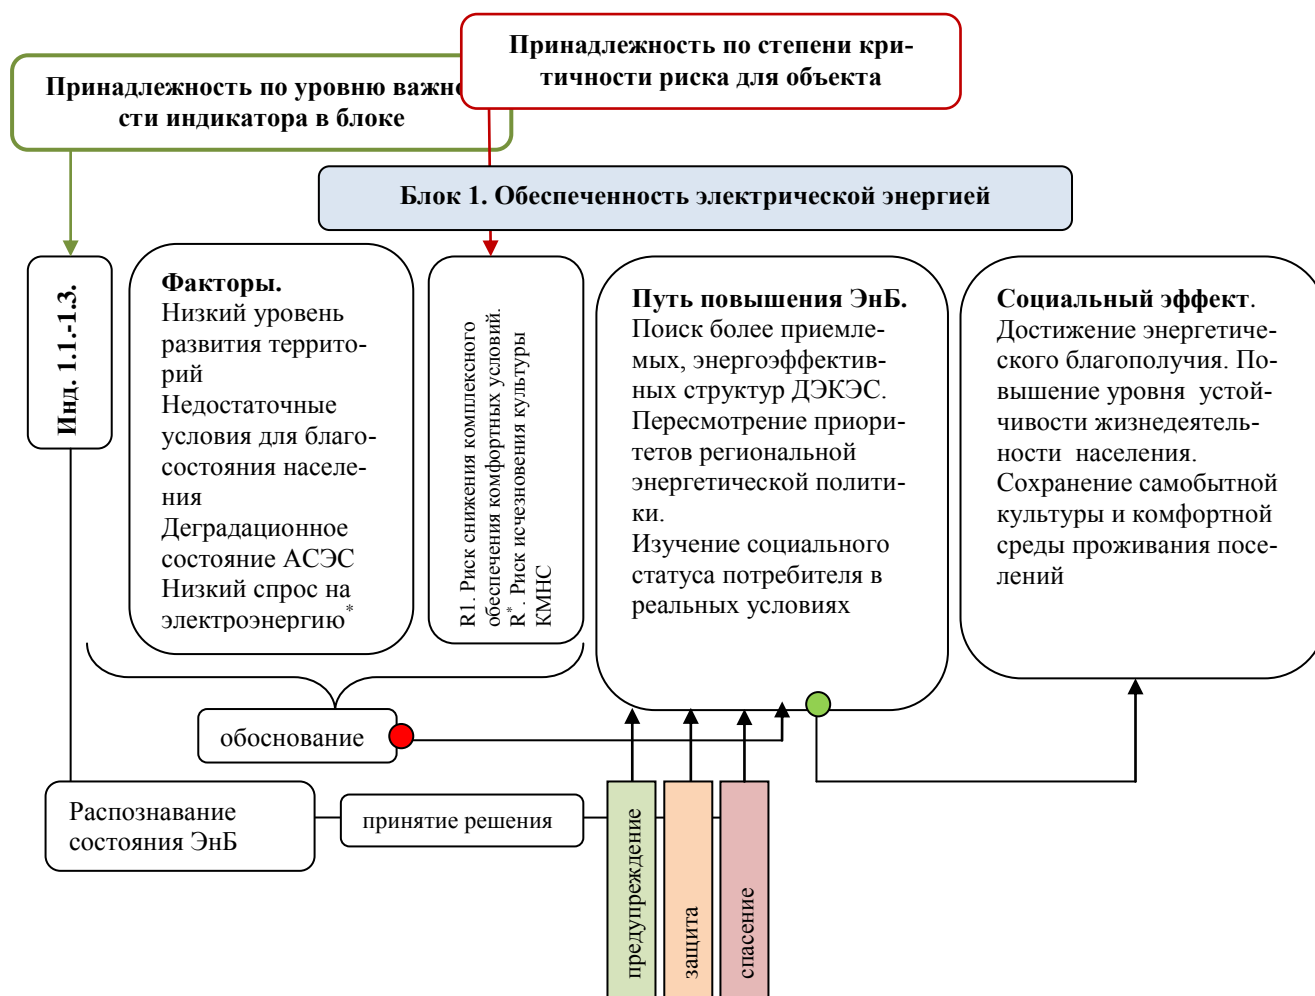 Принадлежность по степени кри-
тичности риска для объекта
Принадлежность по уровню важно
сти индикатора в блоке
Блок 1. Обеспеченность электрической энергией
Инд. 1.1.-1.3.
Факторы.
Низкий уровень
развития террито-
рий
Недостаточные
условия для благо-
состояния населе-
ния
Деградационное
состояние АСЭС
Низкий спрос на
электроэнергию*
R1. Риск снижения комплексного
обеспечения комфортных условий.
R*. Риск исчезновения культуры
КМНС
Путь повышения ЭнБ.
Поиск более приемле-
мых, энергоэффектив-
ных структур ДЭКЭС.
Пересмотрение приори-
тетов региональной
энергетической полити-
ки.
Изучение социального
статуса потребителя в
реальных условиях
Социальный эффект.
Достижение энергетиче-
ского благополучия. По-
вышение уровня устой-
чивости жизнедеятель-
ности населения.
Сохранение самобытной
культуры и комфортной
среды проживания посе-
лений
обоснование
Распознавание
состояния ЭнБ
принятие решения
предупреждение
защита
спасение